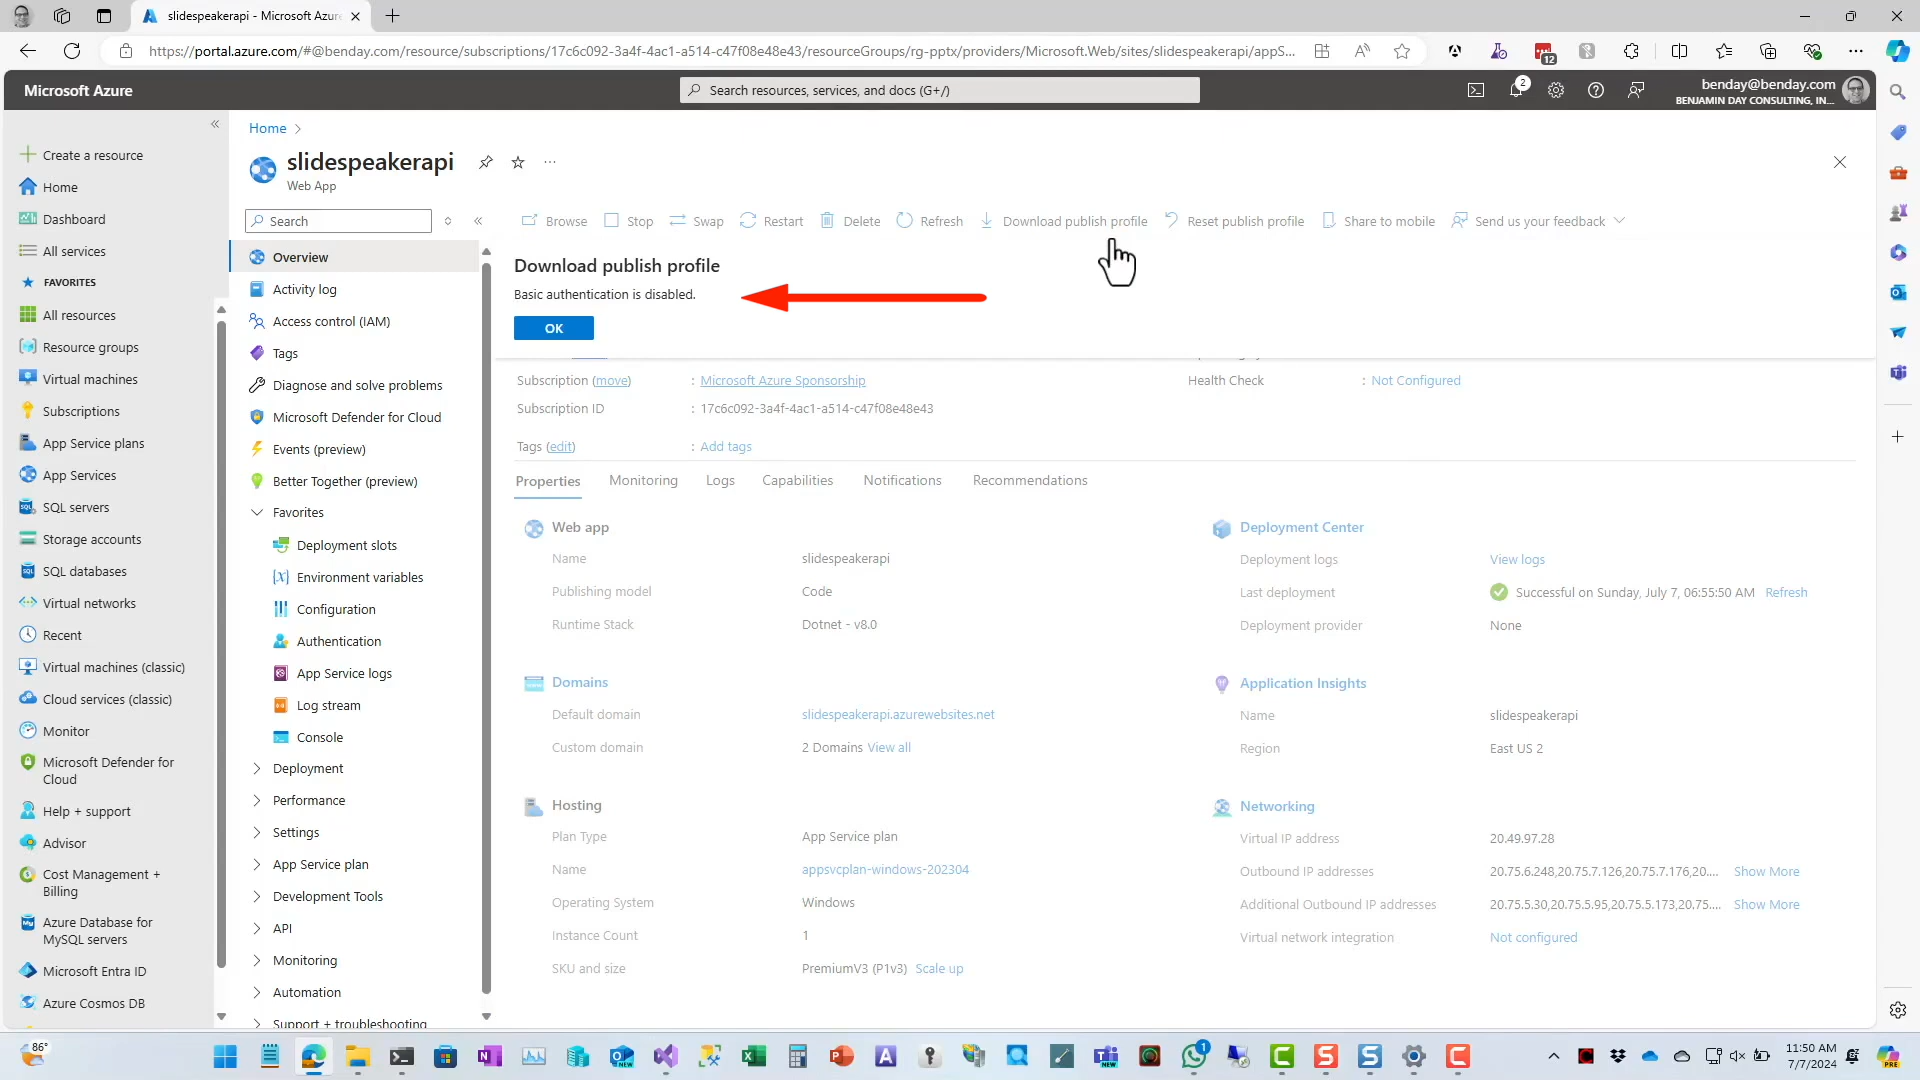 slidespeakerapi - Microsoft Azure
https://portal.azure.com/#@benday.com/resource/subscriptions/17c6c092-3a4f-4ac1-a514-c47f08e48e43/resourceGroups/rg-pptx/providers/Microsoft.Web/sites/slidespeakerapi/appS...
12
Microsoft Azure
Search resources, services, and docs (G+/)
2
benday@benday.com
BENJAMIN DAY CONSULTING, IN...
Create a resource
Home
Dashboard
All services
FAVORITES
All resources
Resource groups
Virtual machines
Subscriptions
App Service plans
App Services
SQL servers
Storage accounts
SQL databases
Virtual networks
Recent
Virtual machines (classic)
Cloud services (classic)
Monitor
Microsoft Defender for
Cloud
Help + support
Advisor
Cost Management +
Billing
Azure Database for
MySQL servers
Microsoft Entra ID
Azure Cosmos DB
Home
slidespeakerapi
Web App
Search
Overview
Activity log
Access control (IAM)
Tags
Diagnose and solve problems
Microsoft Defender for Cloud
Events (preview)
Better Together (preview)
Favorites
Deployment slots
Environment variables
Configuration
Authentication
App Service logs
Log stream
Console
Deployment
Performance
Settings
App Service plan
Development Tools
API
Monitoring
Automation
Support + troubleshooting
Browse Stop Swap Restart Delete Refresh Download publish profile Reset publish profile Share to mobile Send us your feedback
Download publish profile
Basic authentication is disabled.
OK
Subscription (move) : Microsoft Azure Sponsorship
Subscription ID : 17c6c092-3a4f-4ac1-a514-c47f08e48e43
Tags (edit) : Add tags
Health Check : Not Configured
Properties Monitoring Logs Capabilities Notifications Recommendations
Web app
Name slidespeakerapi
Publishing model Code
Runtime Stack Dotnet - v8.0
Domains
Default domain slidespeakerapi.azurewebsites.net
Custom domain 2 Domains View all
Hosting
Plan Type App Service plan
Name appsvcplan-windows-202304
Operating System Windows
Instance Count 1
SKU and size PremiumV3 (P1v3) Scale up
Deployment Center
Deployment logs View logs
Last deployment Successful on Sunday, July 7, 06:55:50 AM Refresh
Deployment provider None
Application Insights
Name slidespeakerapi
Region East US 2
Networking
Virtual IP address 20.49.97.28
Outbound IP addresses 20.75.6.248,20.75.7.126,20.75.7.176,20.... Show More
Additional Outbound IP addresses 20.75.5.30,20.75.5.95,20.75.5.173,20.75.... Show More
Virtual network integration Not configured
86°
1
11:50 AM
7/7/2024